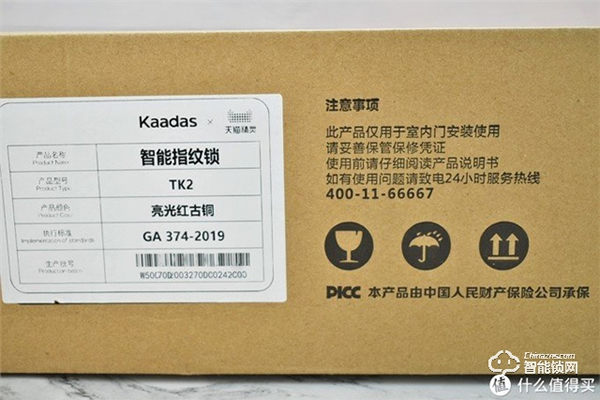 Kaadas × 天猫精灵
产品名称 智能指纹锁
Product Name
产品型号 TK2
Product Type
产品颜色 亮光红古铜
Product Color
执行标准 GA 374-2019
Implementation of standards
生产批号
Production batch
注意事项
此产品仅用于室内门安装使用
请妥善保管保修凭证
使用前请仔细阅读产品说明书
如有使用问题请致电24小时服务热线
400-11-66667
PICC 本产品由中国人民财产保险公司承保
Chinazns.com
智能锁网
值 什么值得买